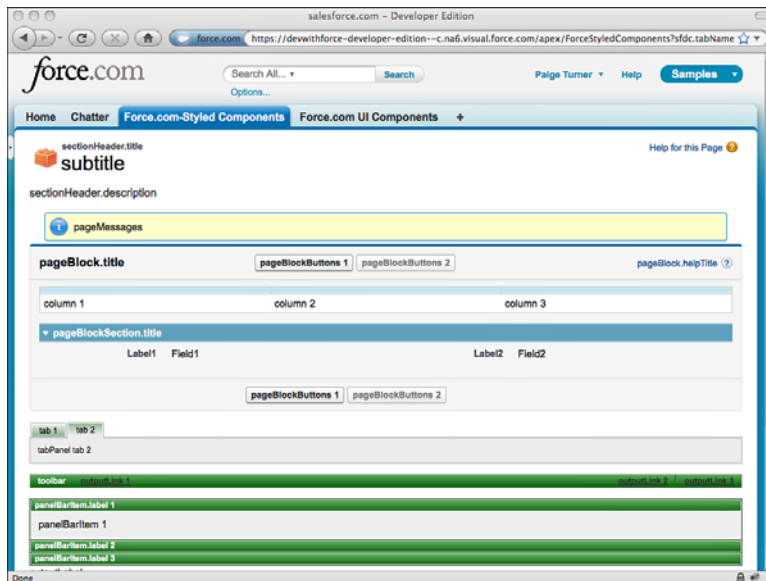 salesforce.com – Developer Edition
force.com https://devwithforce-developer-edition--c.na6.visual.force.com/apex/ForceStyledComponents?sfdc.tabName
force.com Search All... Search Paige Turner Help Samples
Options...
Home Chatter Force.com-Styled Components Force.com UI Components +
sectionHeader.title
subtitle Help for this Page ?
sectionHeader.description
pageMessages
pageBlock.title pageBlockButtons 1 pageBlockButtons 2 pageBlock.helpTitle ?
column 1 column 2 column 3
pageBlockSection.title
Label1 Field1 Label2 Field2
pageBlockButtons 1 pageBlockButtons 2
tab 1 tab 2
tabPanel tab 2
toolbar outputLink 1 outputLink 2 outputLink 3
panelBarItem.label 1
panelBarItem 1
panelBarItem.label 2
panelBarItem.label 3
Done